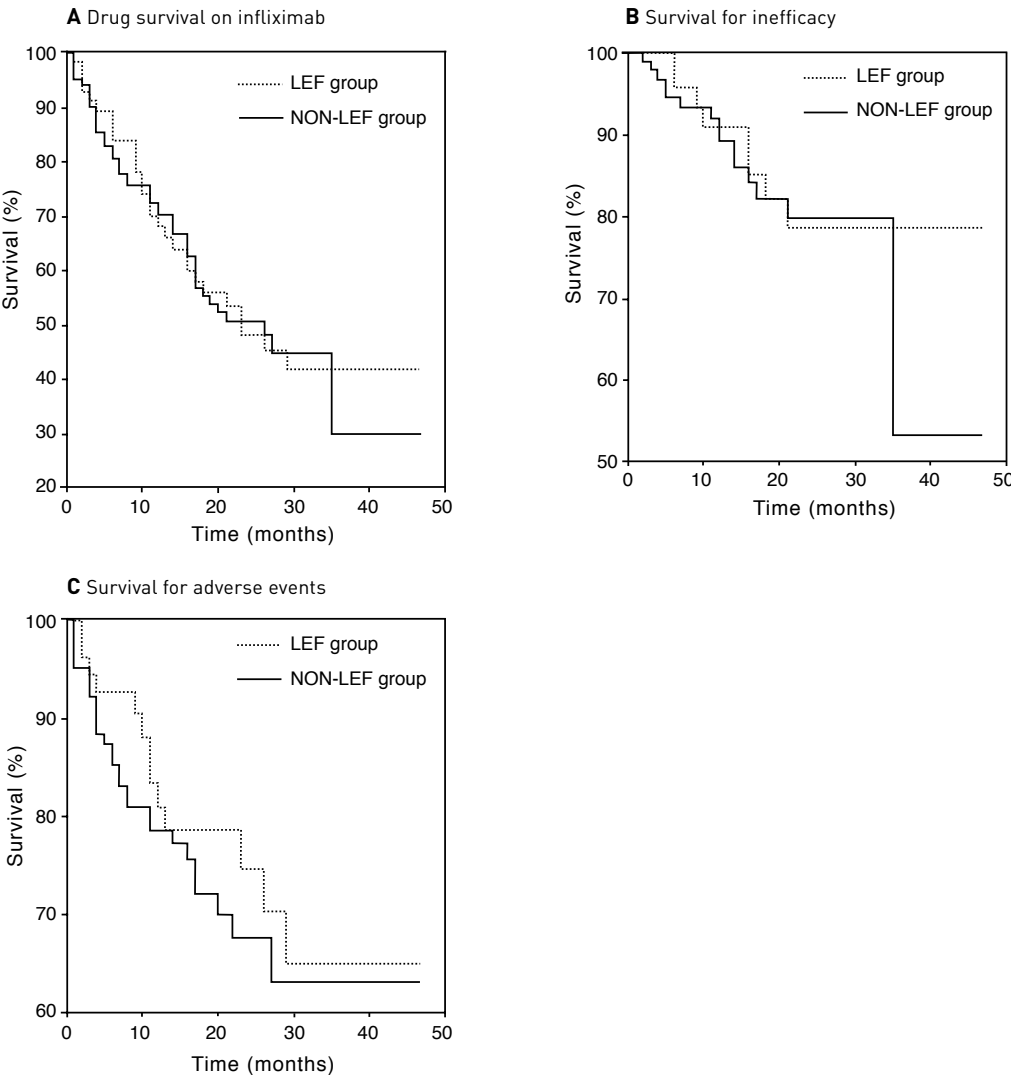 A Drug survival on infliximab
100
90
80
70
60
50
40
30
20
Survival (%)
LEF group
NON-LEF group
0 10 20 30 40 50
Time (months)
B Survival for inefficacy
100
90
80
70
60
50
Survival (%)
LEF group
NON-LEF group
0 10 20 30 40 50
Time (months)
C Survival for adverse events
100
90
80
70
60
Survival (%)
LEF group
NON-LEF group
0 10 20 30 40 50
Time (months)